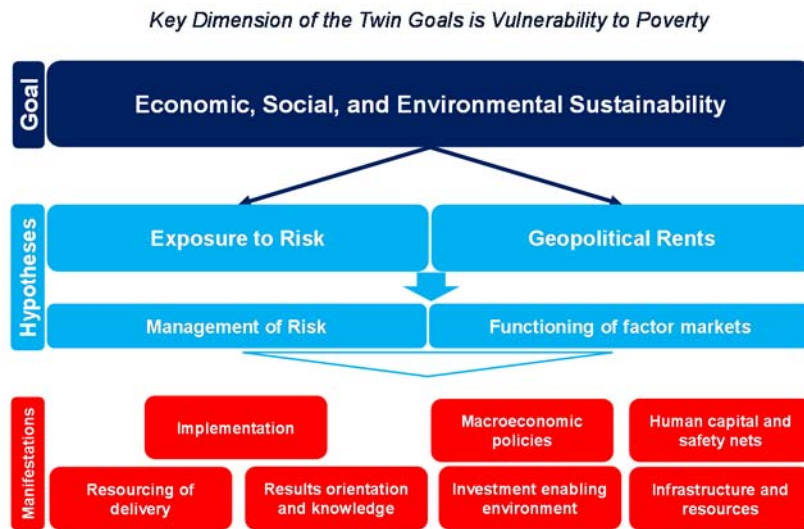 Key Dimension of the Twin Goals is Vulnerability to Poverty
Goal
Economic, Social, and Environmental Sustainability
Hypotheses
Exposure to Risk
Geopolitical Rents
Management of Risk
Functioning of factor markets
Manifestations
Implementation
Macroeconomic
policies
Human capital and
safety nets
Resourcing of
delivery
Results orientation
and knowledge
Investment enabling
environment
Infrastructure and
resources